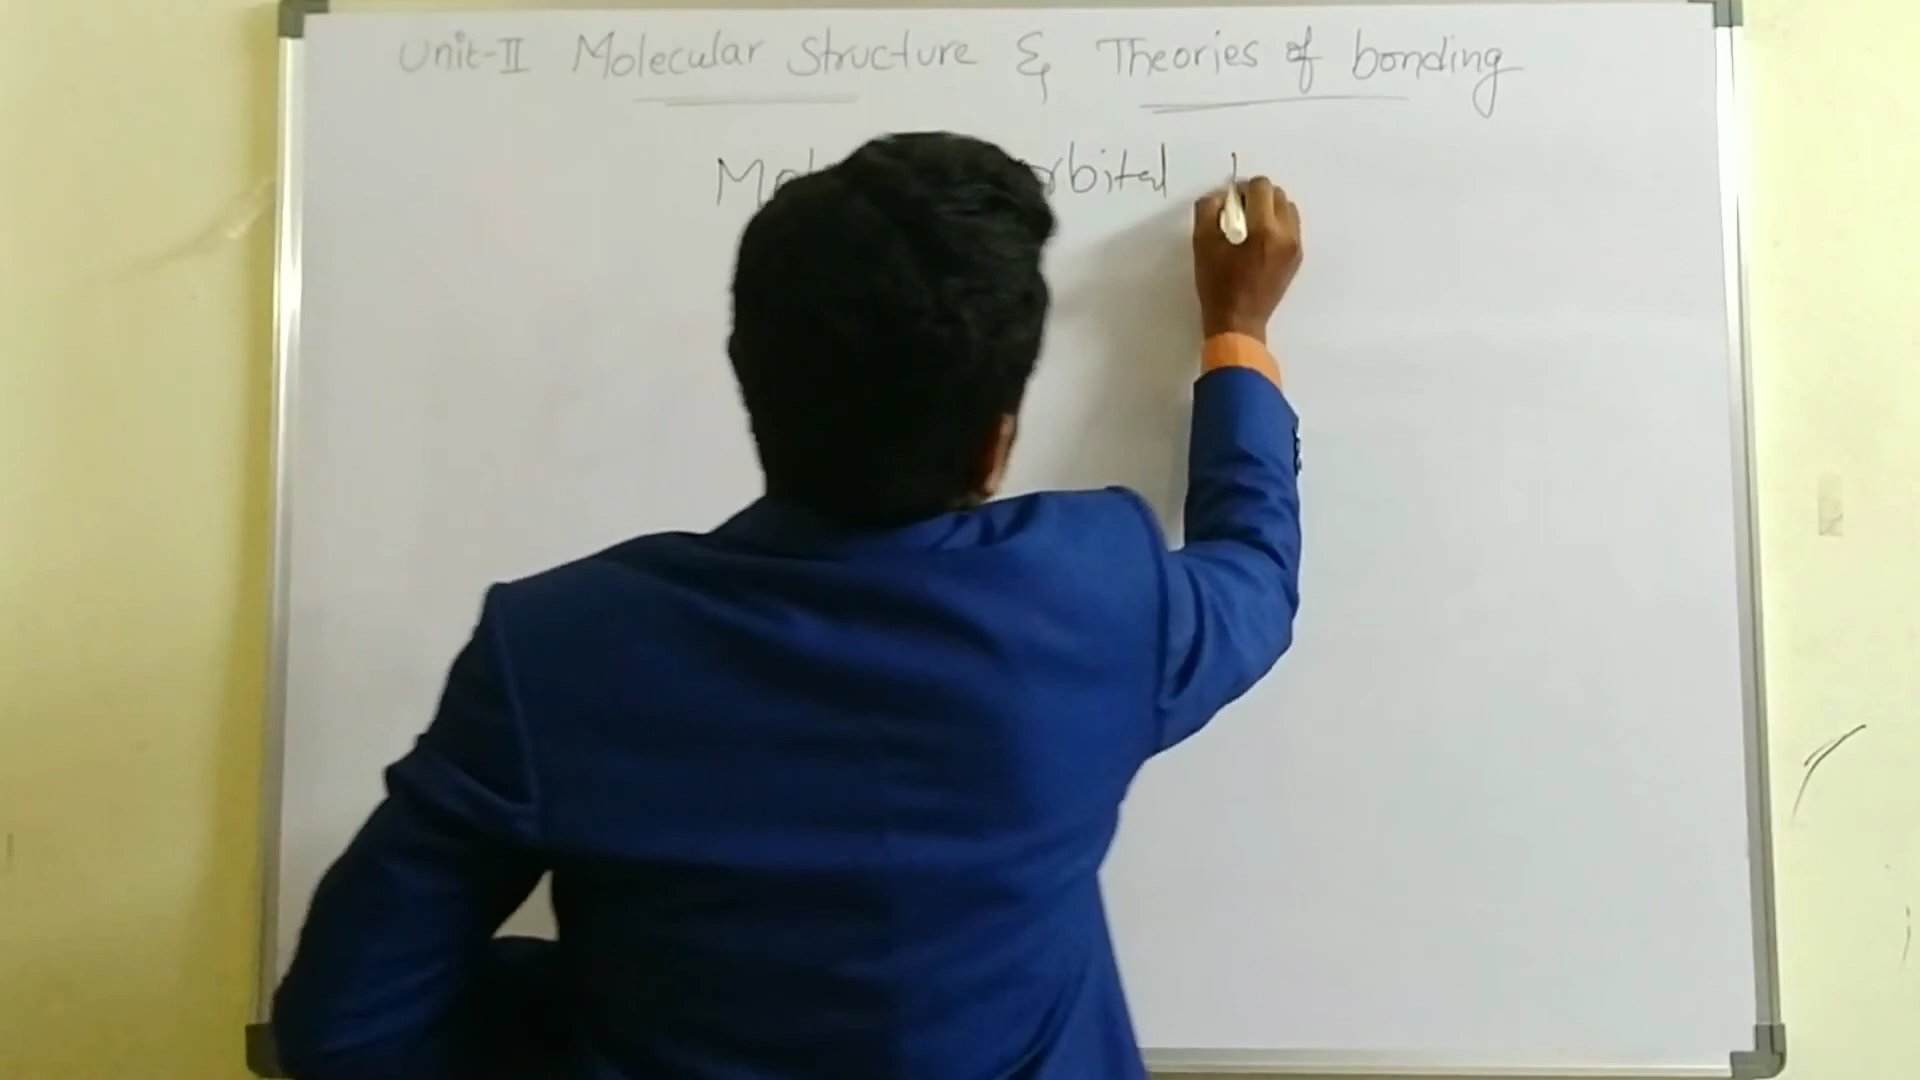 Unit-II Molecular Structure & Theories of bonding
orbital